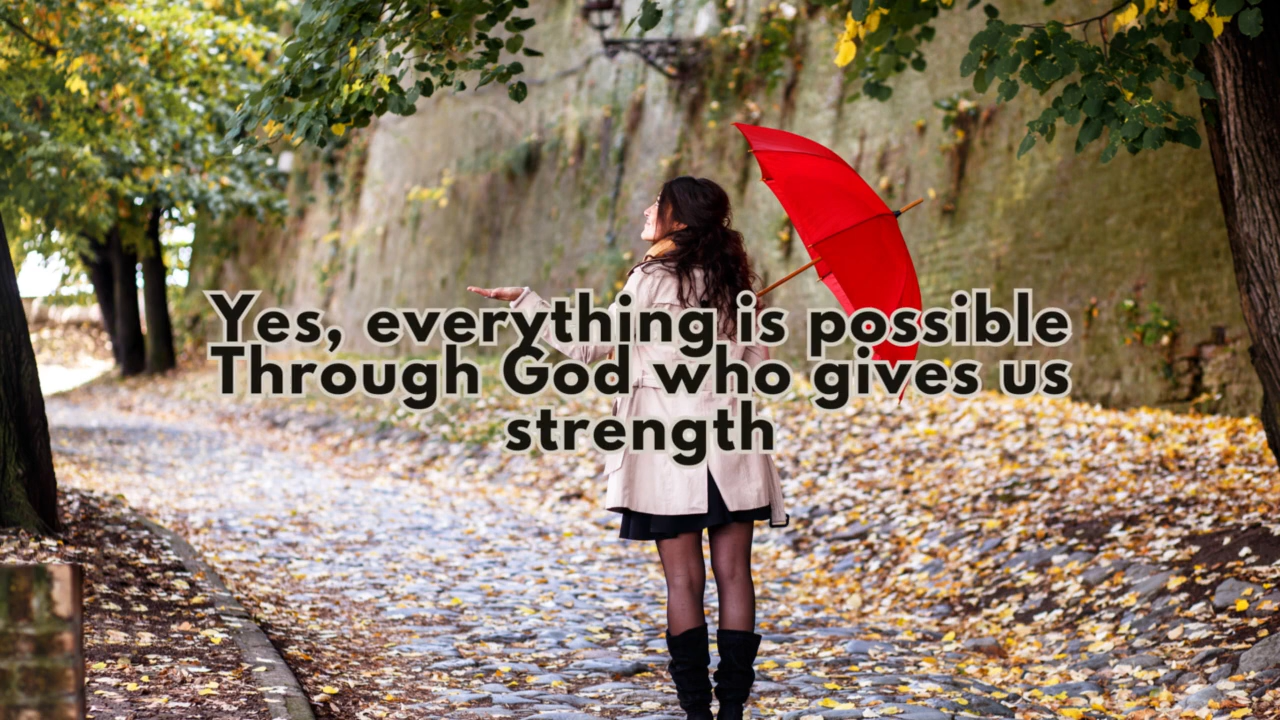 Yes, everything is possible
Through God who gives us
strength